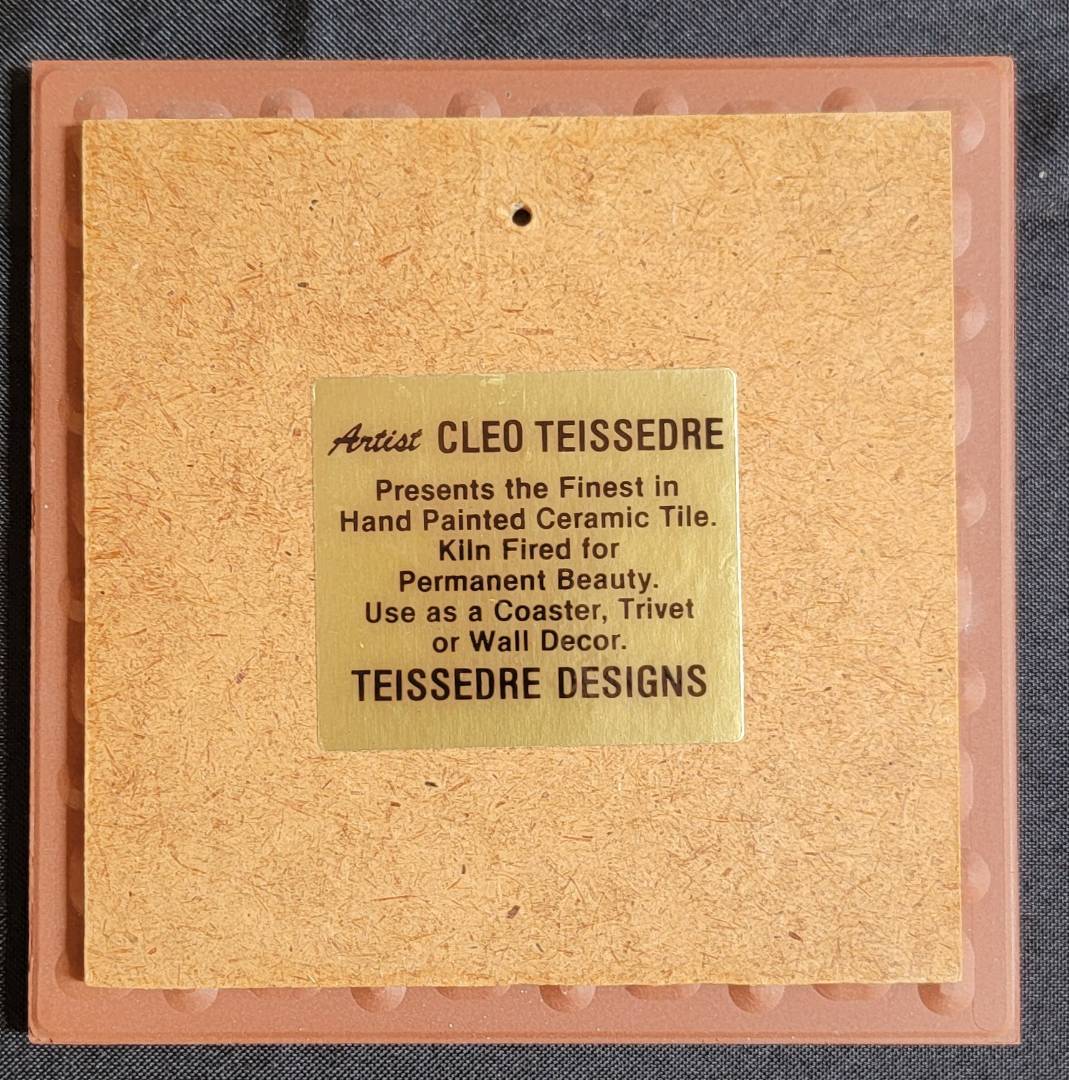 Artist CLEO TEISSEDRE
Presents the Finest in
Hand Painted Ceramic Tile.
Kiln Fired for
Permanent Beauty.
Use as a Coaster, Trivet
or Wall Decor.
TEISSEDRE DESIGNS